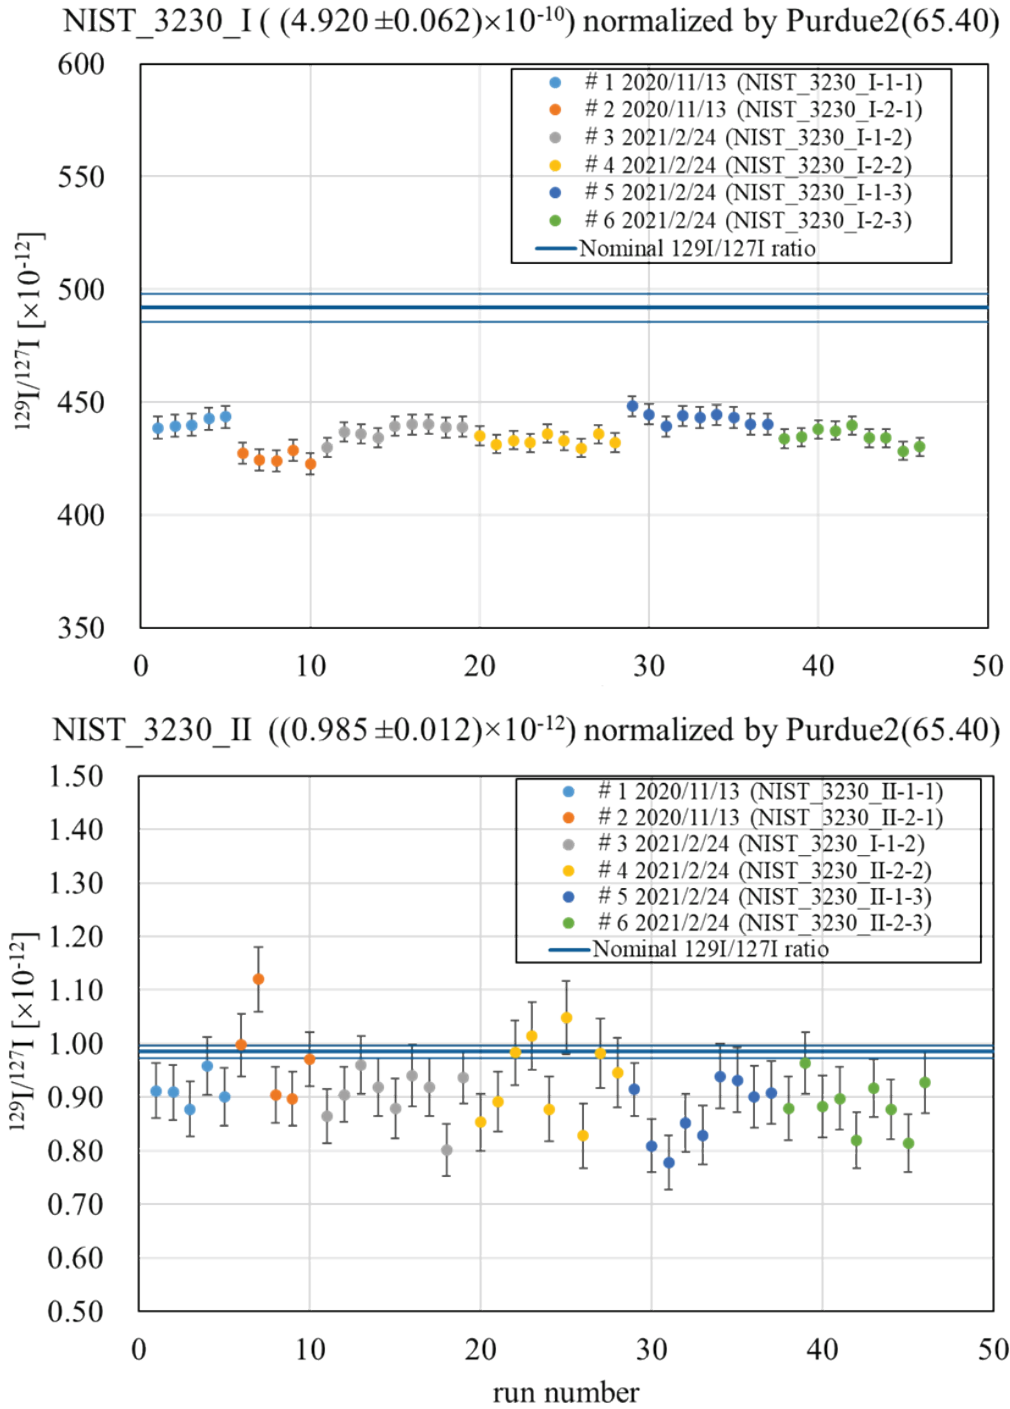 NIST_3230_I ( (4.920 ±0.062)×10⁻¹⁰) normalized by Purdue2(65.40)
600
# 1 2020/11/13 (NIST_3230_I-1-1)
# 2 2020/11/13 (NIST_3230_I-2-1)
# 3 2021/2/24 (NIST_3230_I-1-2)
# 4 2021/2/24 (NIST_3230_I-2-2)
# 5 2021/2/24 (NIST_3230_I-1-3)
# 6 2021/2/24 (NIST_3230_I-2-3)
Nominal 129I/127I ratio
550
500
450
400
350
¹²⁹I/¹²⁷I [×10⁻¹²]
0 10 20 30 40 50
NIST_3230_II ((0.985 ±0.012)×10⁻¹²) normalized by Purdue2(65.40)
1.50
# 1 2020/11/13 (NIST_3230_II-1-1)
# 2 2020/11/13 (NIST_3230_II-2-1)
# 3 2021/2/24 (NIST_3230_I-1-2)
# 4 2021/2/24 (NIST_3230_II-2-2)
# 5 2021/2/24 (NIST_3230_II-1-3)
# 6 2021/2/24 (NIST_3230_II-2-3)
Nominal 129I/127I ratio
1.40
1.30
1.20
1.10
1.00
0.90
0.80
0.70
0.60
0.50
¹²⁹I/¹²⁷I [×10⁻¹²]
0 10 20 30 40 50
run number